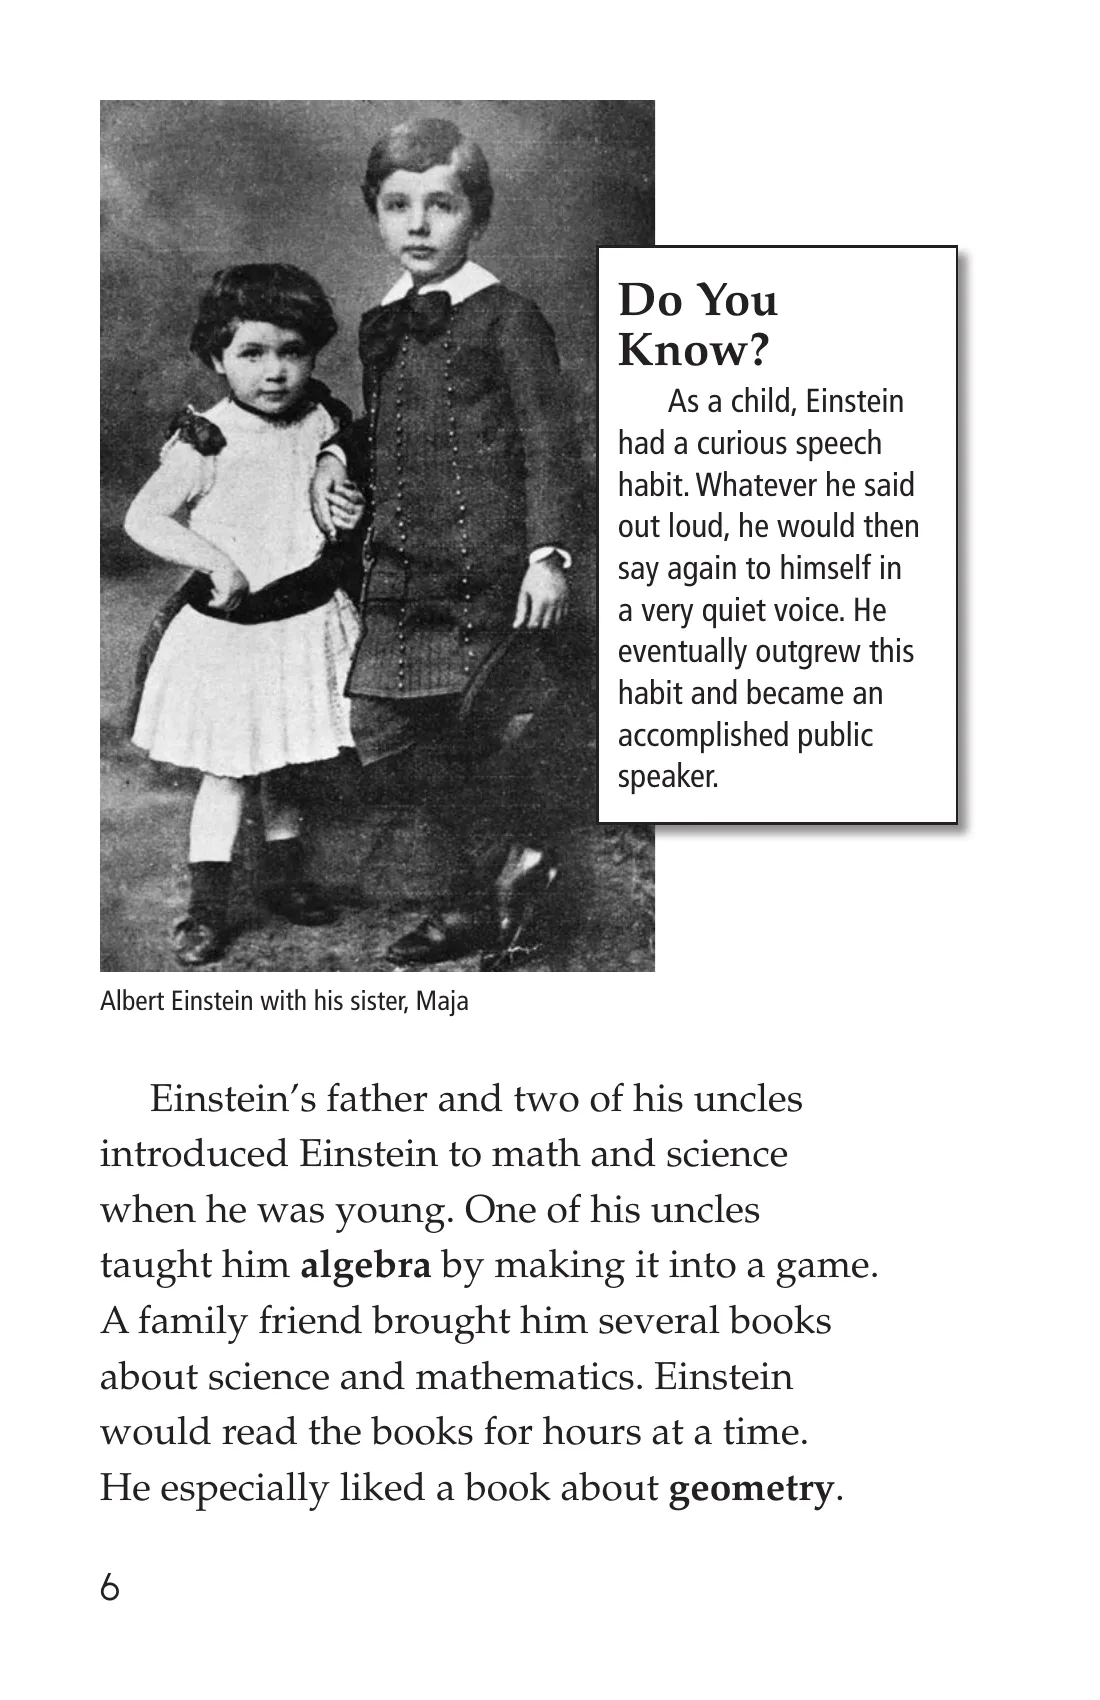 Do You
Know?
As a child, Einstein
had a curious speech
habit. Whatever he said
out loud, he would then
say again to himself in
a very quiet voice. He
eventually outgrew this
habit and became an
accomplished public
speaker.
Albert Einstein with his sister, Maja
Einstein’s father and two of his uncles
introduced Einstein to math and science
when he was young. One of his uncles
taught him algebra by making it into a game.
A family friend brought him several books
about science and mathematics. Einstein
would read the books for hours at a time.
He especially liked a book about geometry.
6